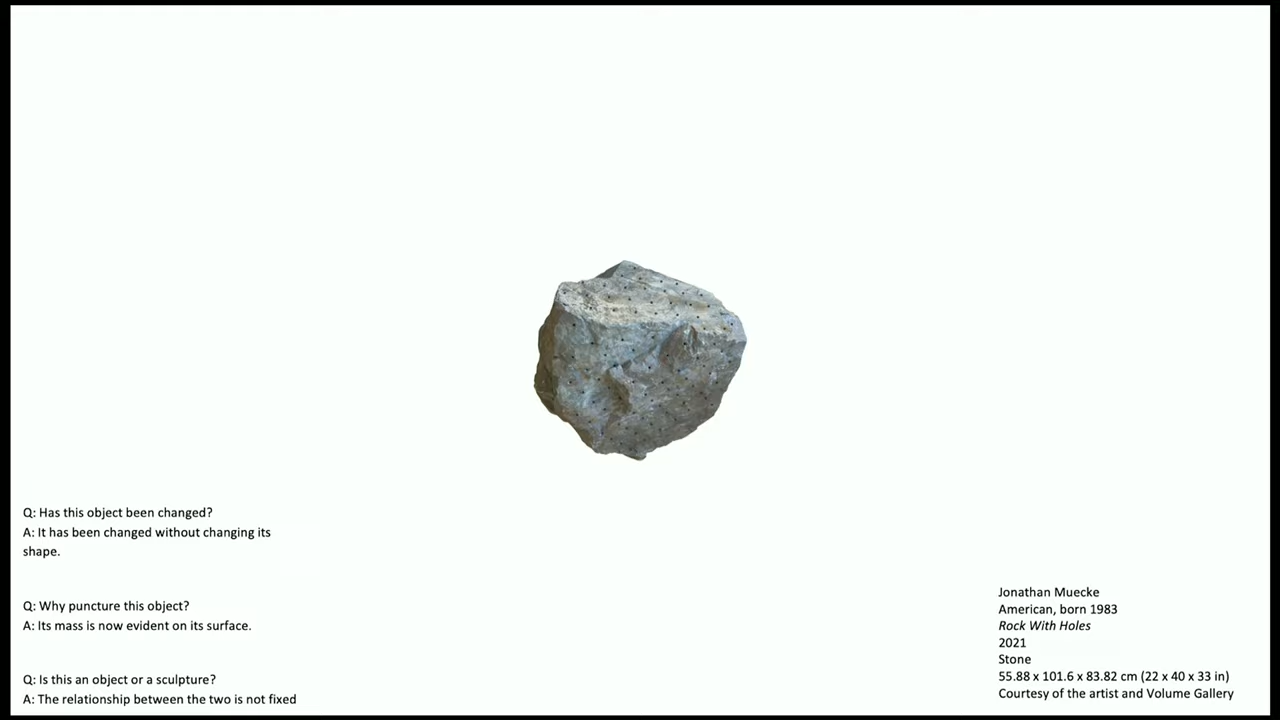 Q: Has this object been changed?
A: It has been changed without changing its
shape.
Q: Why puncture this object?
A: Its mass is now evident on its surface.
Q: Is this an object or a sculpture?
A: The relationship between the two is not fixed
Jonathan Muecke
American, born 1983
Rock With Holes
2021
Stone
55.88 x 101.6 x 83.82 cm (22 x 40 x 33 in)
Courtesy of the artist and Volume Gallery